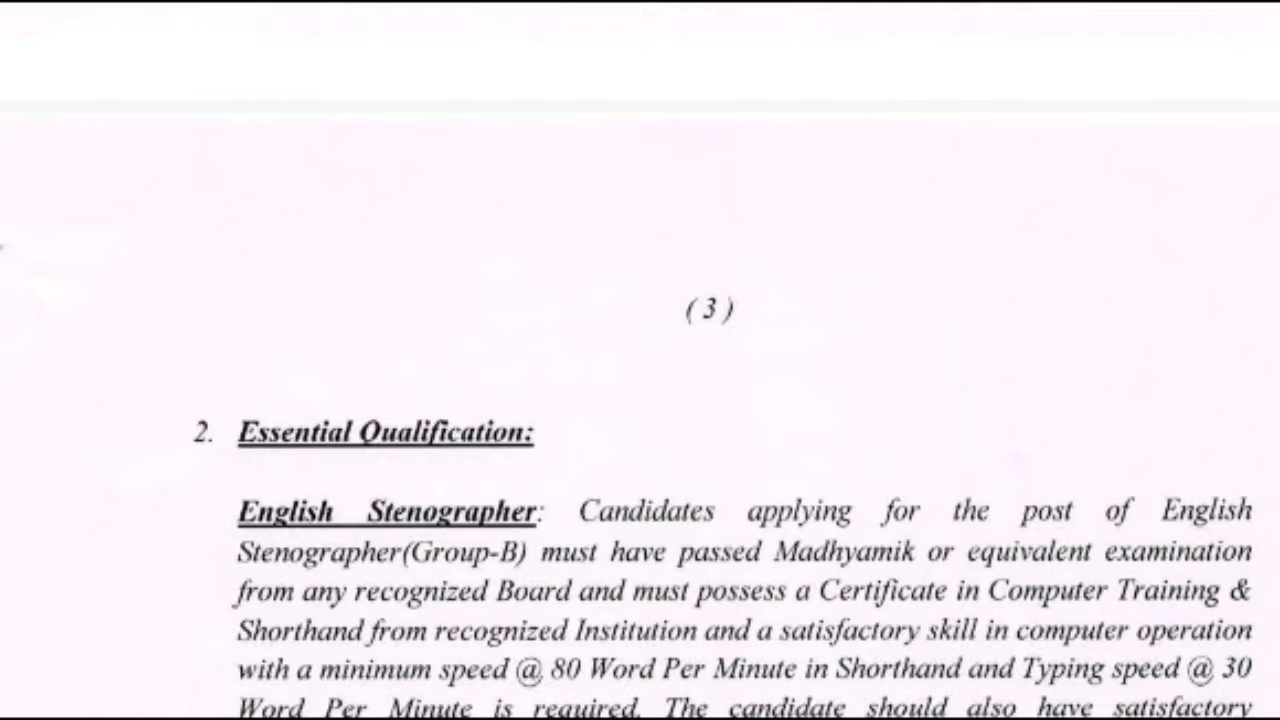 (3)
2. Essential Qualification:
English Stenographer: Candidates applying for the post of English
Stenographer(Group-B) must have passed Madhyamik or equivalent examination
from any recognized Board and must possess a Certificate in Computer Training &
Shorthand from recognized Institution and a satisfactory skill in computer operation
with a minimum speed @ 80 Word Per Minute in Shorthand and Typing speed @ 30
Word Per Minute is required. The candidate should also have satisfactory